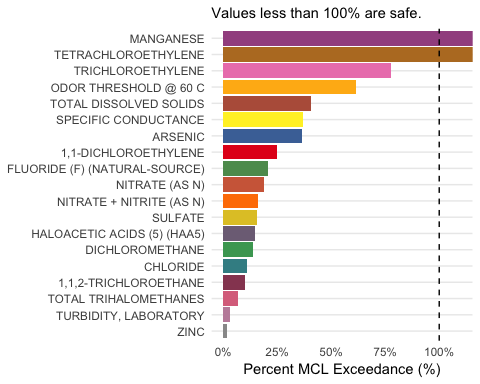 Values less than 100% are safe.
MANGANESE
TETRACHLOROETHYLENE
TRICHLOROETHYLENE
ODOR THRESHOLD @ 60 C
TOTAL DISSOLVED SOLIDS
SPECIFIC CONDUCTANCE
ARSENIC
1,1-DICHLOROETHYLENE
FLUORIDE (F) (NATURAL-SOURCE)
NITRATE (AS N)
NITRATE + NITRITE (AS N)
SULFATE
HALOACETIC ACIDS (5) (HAA5)
DICHLOROMETHANE
CHLORIDE
1,1,2-TRICHLOROETHANE
TOTAL TRIHALOMETHANES
TURBIDITY, LABORATORY
ZINC
0% 25% 50% 75% 100%
Percent MCL Exceedance (%)